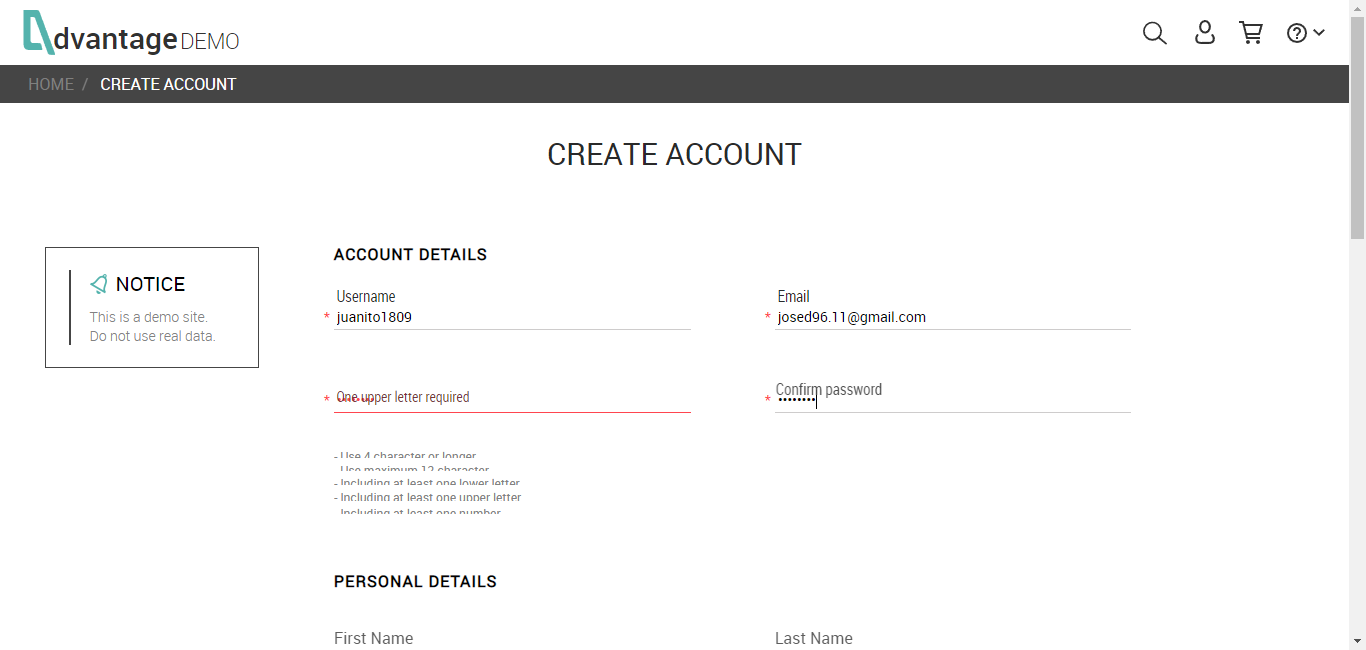 dvantage DEMO
HOME / CREATE ACCOUNT
CREATE ACCOUNT
NOTICE
This is a demo site.
Do not use real data.
ACCOUNT DETAILS
Username
* juanito1809
Email
* josed96.11@gmail.com
* One upper letter required
Confirm password
* ••••••••
- Use 4 character or longer
- Use maximum 12 character
- Including at least one lower letter
- Including at least one upper letter
- Including at least one number
PERSONAL DETAILS
First Name
Last Name